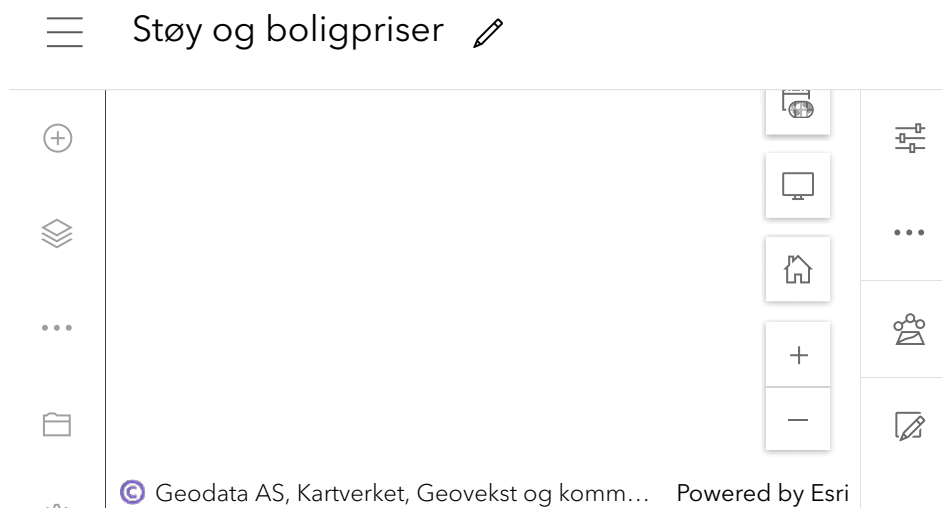 Støy og boligpriser
© Geodata AS, Kartverket, Geovekst og komm...
Powered by Esri